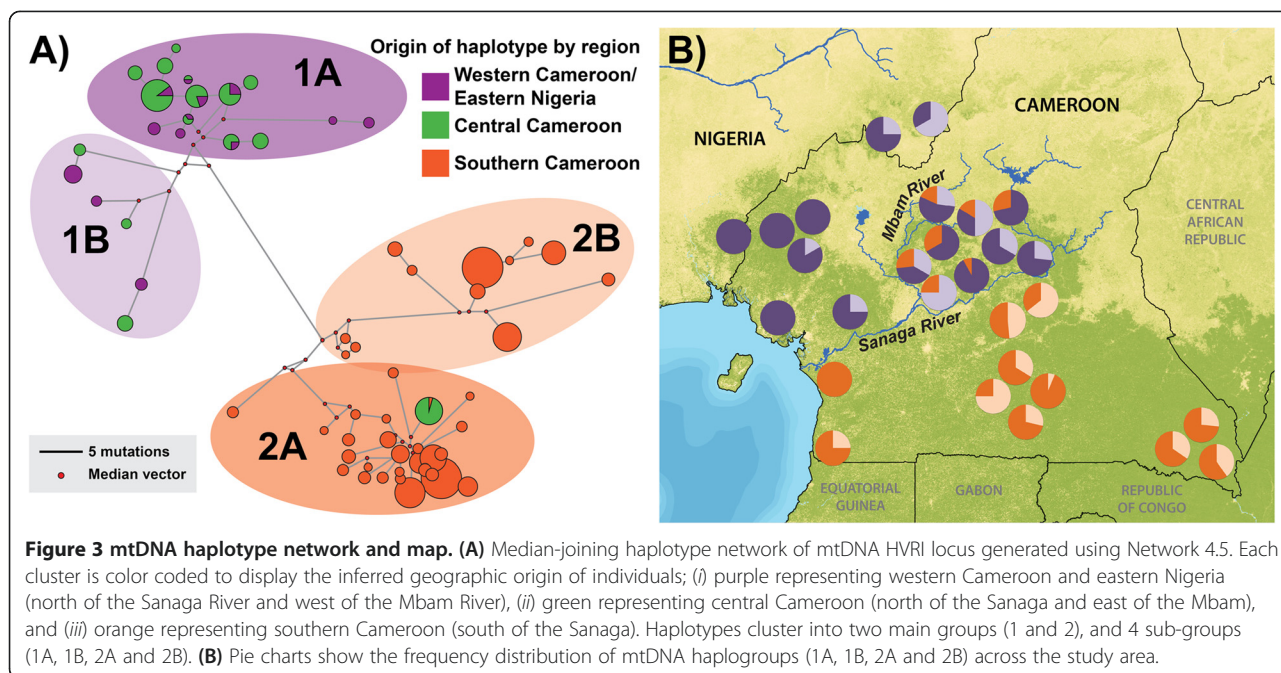 A)
Origin of haplotype by region
Western Cameroon/
Eastern Nigeria
Central Cameroon
Southern Cameroon
1A
1B
2B
2A
5 mutations
Median vector
B)
NIGERIA
CAMEROON
Mbam River
Sanaga River
CENTRAL
AFRICAN
REPUBLIC
EQUATORIAL
GUINEA
GABON
REPUBLIC
OF CONGO
Figure 3 mtDNA haplotype network and map. (A) Median-joining haplotype network of mtDNA HVRI locus generated using Network 4.5. Each
cluster is color coded to display the inferred geographic origin of individuals; (i) purple representing western Cameroon and eastern Nigeria
(north of the Sanaga River and west of the Mbam River), (ii) green representing central Cameroon (north of the Sanaga and east of the Mbam),
and (iii) orange representing southern Cameroon (south of the Sanaga). Haplotypes cluster into two main groups (1 and 2), and 4 sub-groups
(1A, 1B, 2A and 2B). (B) Pie charts show the frequency distribution of mtDNA haplogroups (1A, 1B, 2A and 2B) across the study area.